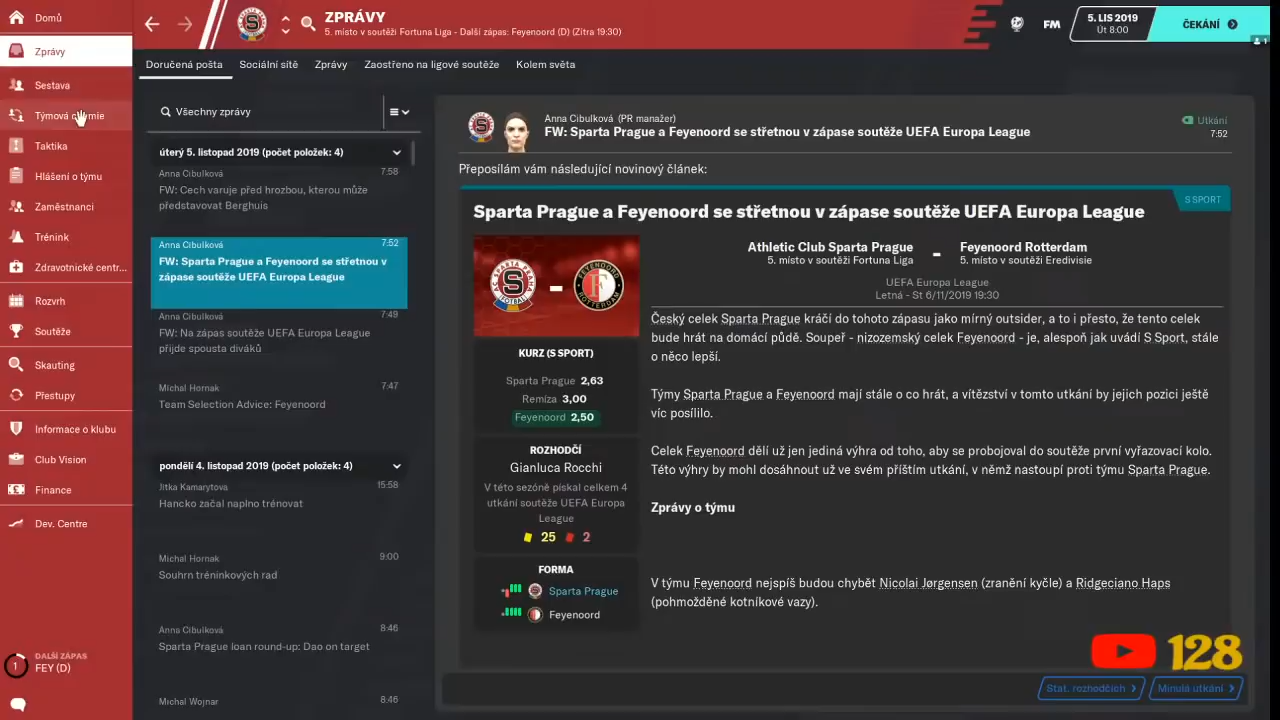 Domů
Zprávy
Sestava
Týmová c mie
Taktika
Hlášení o týmu
Zaměstnanci
Trénink
Zdravotnické centr...
Rozvrh
Soutěže
Skauting
Přestupy
Informace o klubu
Club Vision
Finance
Dev. Centre
1
DALŠÍ ZÁPAS
FEY (D)
ZPRÁVY
5. místo v soutěži Fortuna Liga - Další zápas: Feyenoord (D) (Zítra 19:30)
FM
5. LIS 2019
Út 8:00
ČEKÁNÍ
1
Doručená pošta
Sociální sítě
Zprávy
Zaostřeno na ligové soutěže
Kolem světa
Všechny zprávy
úterý 5. listopad 2019 (počet položek: 4)
Anna Cibulková 7:58
FW: Čech varuje před hrozbou, kterou může
představovat Berghuis
Anna Cibulková 7:52
FW: Sparta Prague a Feyenoord se střetnou v
zápase soutěže UEFA Europa League
Anna Cibulková 7:49
FW: Na zápas soutěže UEFA Europa League
přijde spousta diváků
Michal Hornak 7:47
Team Selection Advice: Feyenoord
pondělí 4. listopad 2019 (počet položek: 4)
Jitka Kamarytova 15:58
Hancko začal naplno trénovat
Michal Hornak 9:00
Souhrn tréninkových rad
Anna Cibulková 8:46
Sparta Prague loan round-up: Dao on target
Michal Wojnar 8:46
Anna Cibulková (PR manažer)
FW: Sparta Prague a Feyenoord se střetnou v zápase soutěže UEFA Europa League
Utkání
7:52
Přeposílám vám následující novinový článek:
S SPORT
Sparta Prague a Feyenoord se střetnou v zápase soutěže UEFA Europa League
Athletic Club Sparta Prague - Feyenoord Rotterdam
5. místo v soutěži Fortuna Liga 5. místo v soutěži Eredivisie
UEFA Europa League
Letná - St 6/11/2019 19:30
KURZ (S SPORT)
Sparta Prague 2,63
Remíza 3,00
Feyenoord 2,50
ROZHODČÍ
Gianluca Rocchi
V této sezóně pískal celkem 4
utkání soutěže UEFA Europa
League
25 2
FORMA
Sparta Prague
Feyenoord
Český celek Sparta Prague kráčí do tohoto zápasu jako mírný outsider, a to i přesto, že tento celek
bude hrát na domácí půdě. Soupeř - nizozemský celek Feyenoord - je, alespoň jak uvádí S Sport, stále
o něco lepší.
Týmy Sparta Prague a Feyenoord mají stále o co hrát, a vítězství v tomto utkání by jejich pozici ještě
víc posílilo.
Celek Feyenoord dělí už jen jediná výhra od toho, aby se probojoval do soutěže první vyřazovací kolo.
Této výhry by mohl dosáhnout už ve svém příštím utkání, v němž nastoupí proti týmu Sparta Prague.
Zprávy o týmu
V týmu Feyenoord nejspíš budou chybět Nicolai Jørgensen (zranění kyčle) a Ridgeciano Haps
(pohmožděné kotníkové vazy).
128
Stat. rozhodčích
Minulá utkání